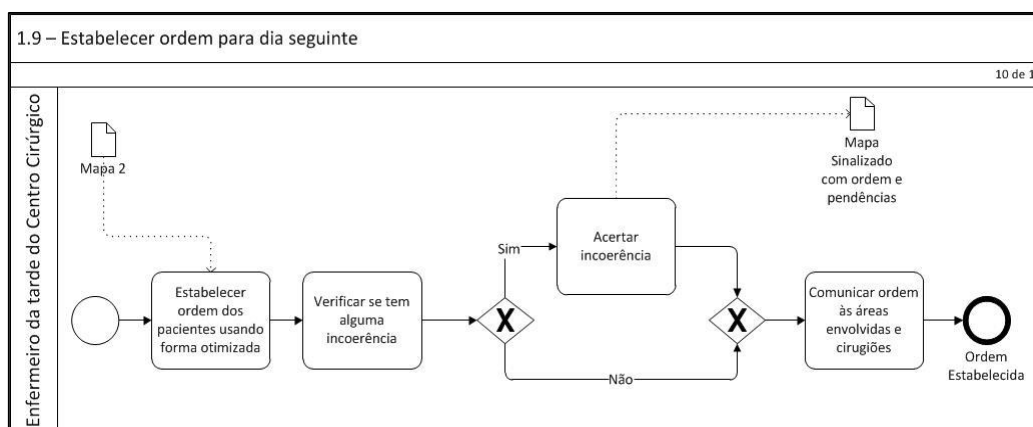 1.9 – Estabelecer ordem para dia seguinte
10 de 1
Enfermeiro da tarde do Centro Cirúrgico
Mapa 2
Mapa
Sinalizado
com ordem e
pendências
Sim
Acertar
incoerência
Estabelecer
ordem dos
pacientes usando
forma otimizada
Verificar se tem
alguma
incoerência
X
X
Comunicar ordem
às áreas
envolvidas e
cirugiões
Não
Ordem
Estabelecida